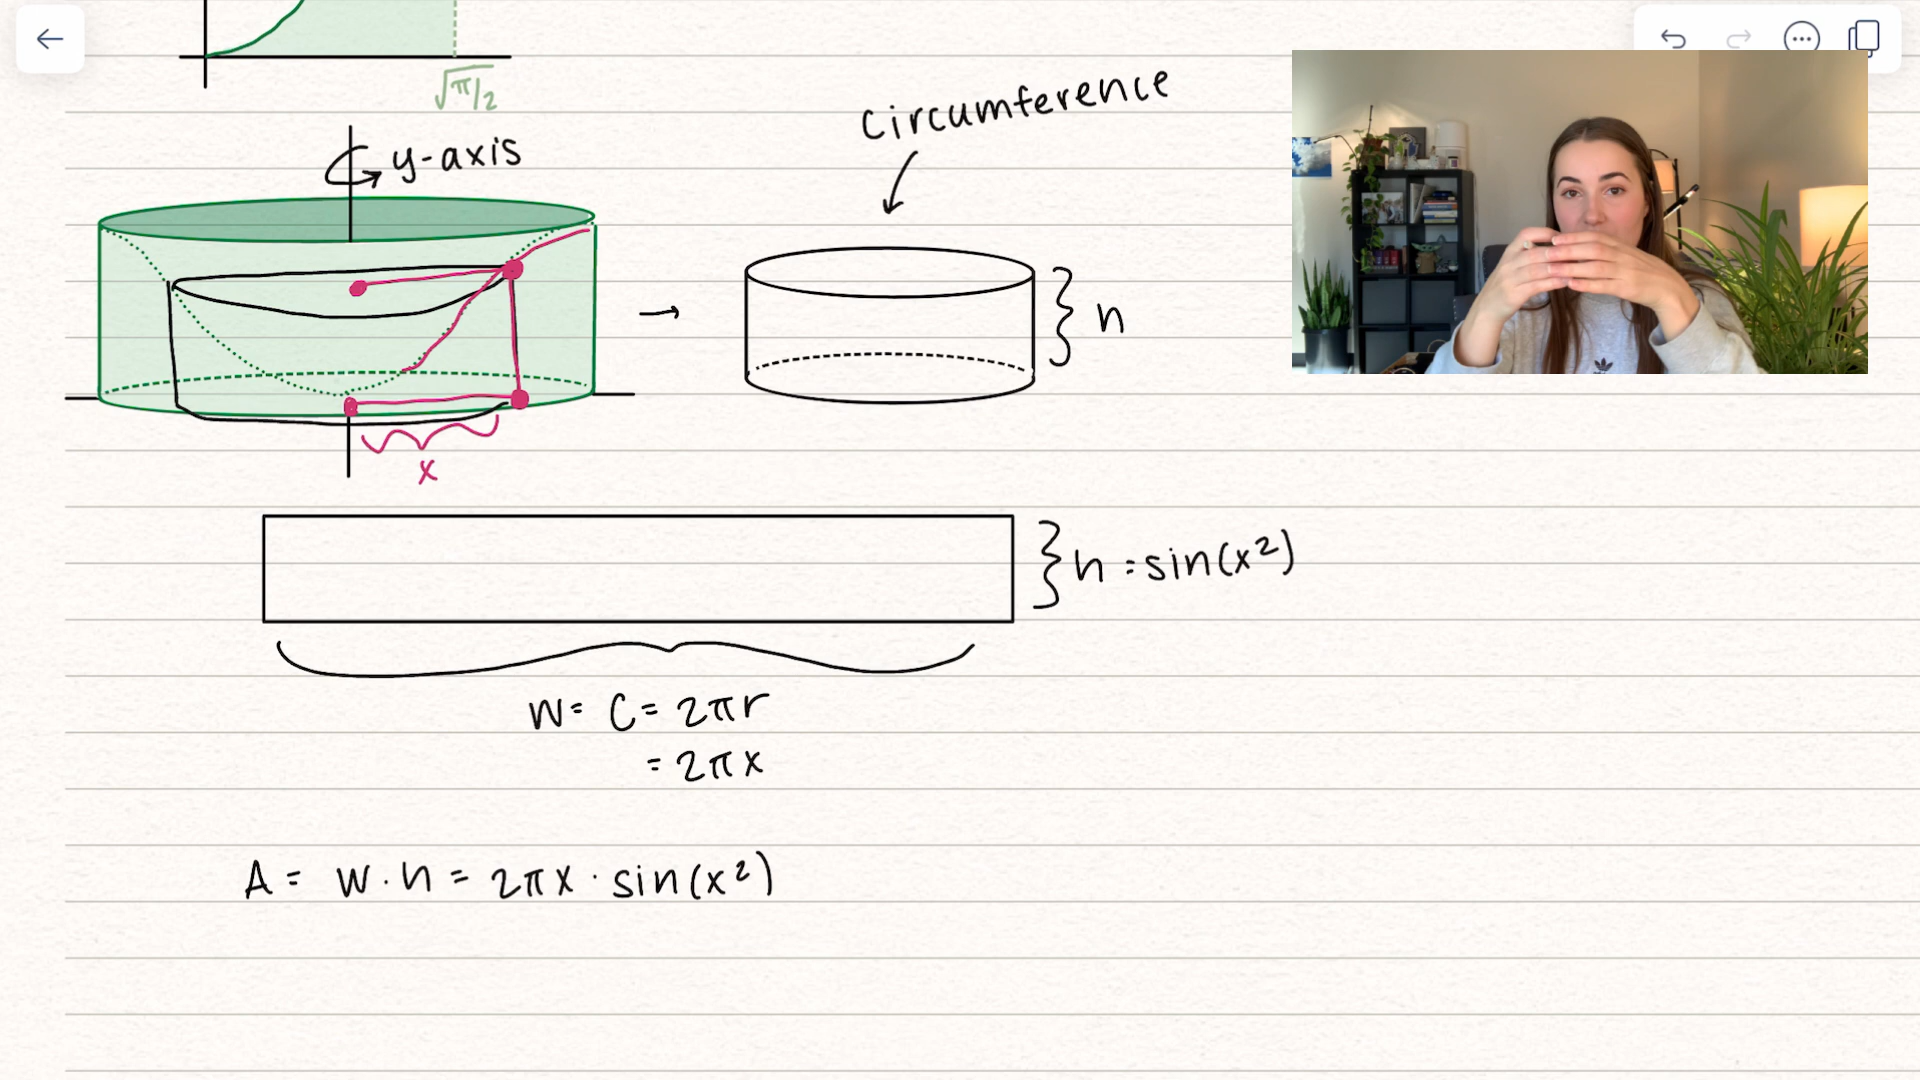 √π/2
y-axis
Circumference
h
x
h = sin(x²)
W = C = 2πr
= 2πx
A = W · h = 2πx · sin(x²)